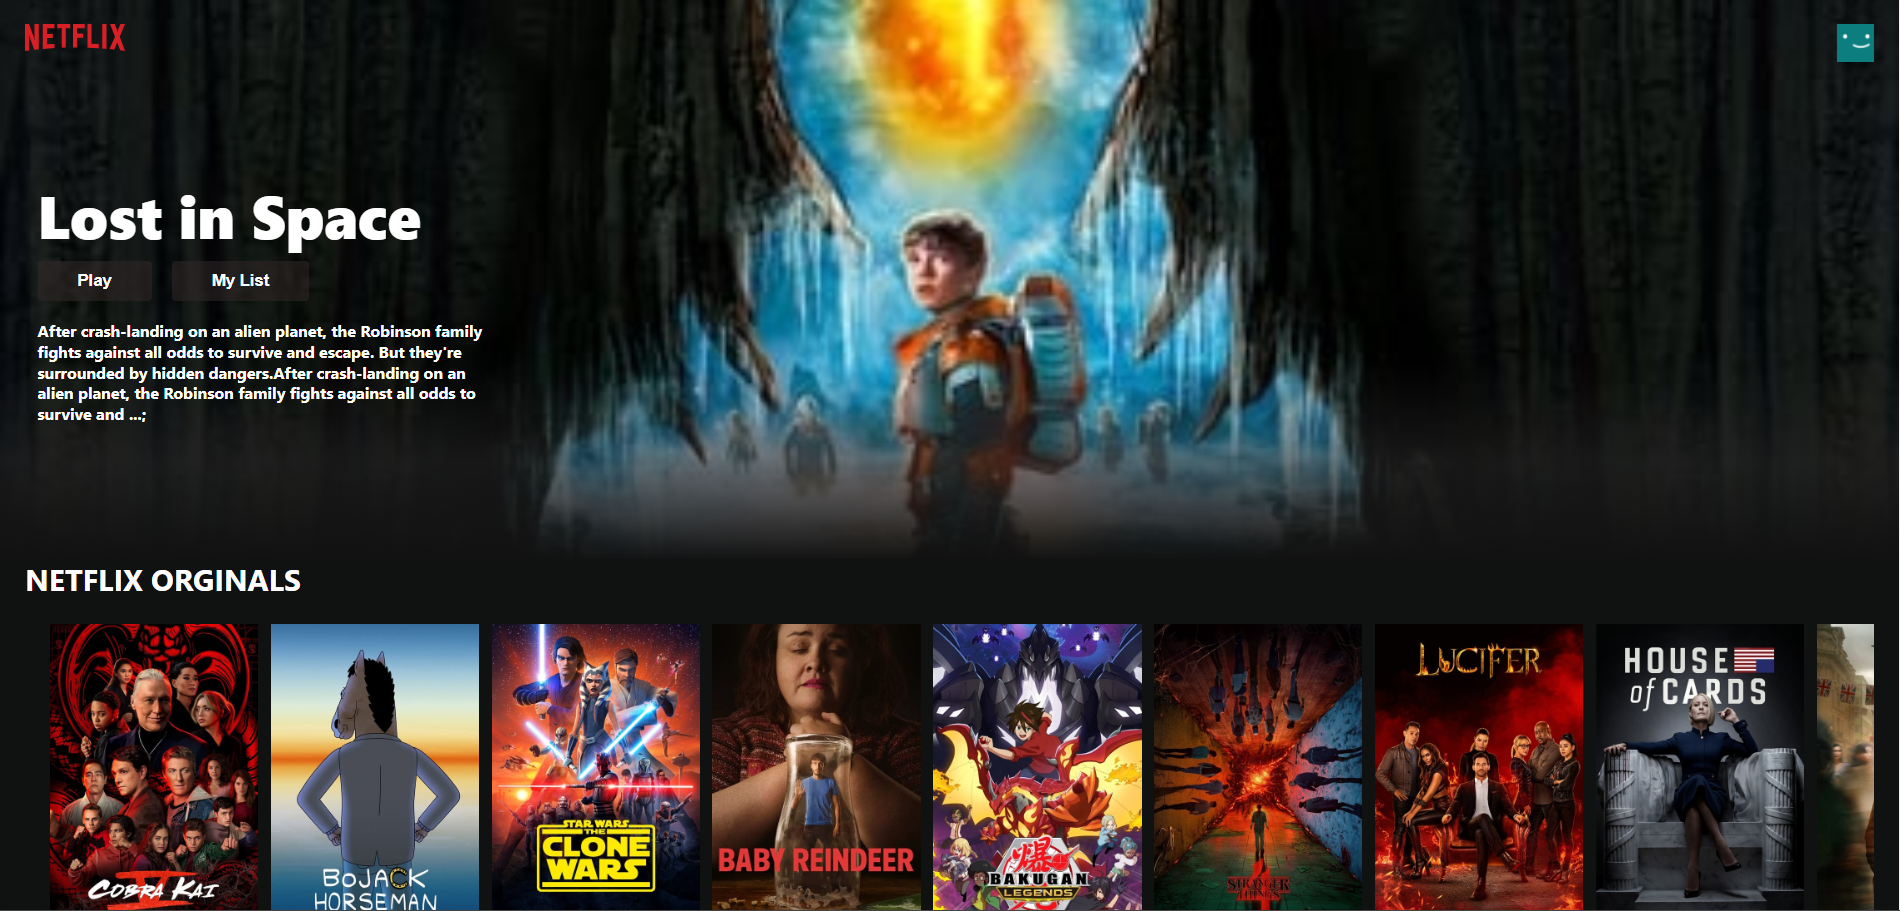 NETFLIX
Lost in Space
Play
My List
After crash-landing on an alien planet, the Robinson family
fights against all odds to survive and escape. But they're
surrounded by hidden dangers.After crash-landing on an
alien planet, the Robinson family fights against all odds to
survive and ...;
NETFLIX ORGINALS
COBRA KAI
V
BOJACK
HORSEMAN
STAR WARS
THE
CLONE
WARS
BABY REINDEER
爆
BAKUGAN
LEGENDS
STRANGER
THINGS
4
LUCIFER
HOUSE
of CARDS